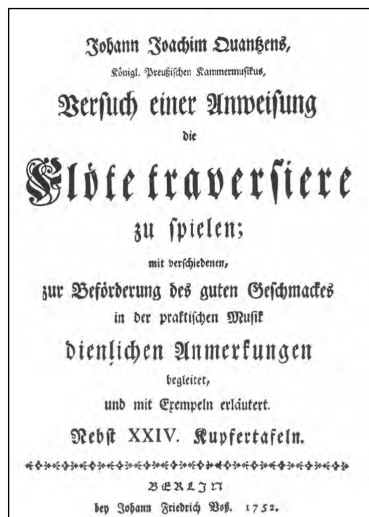 Johann Joachim Quantzens,
Königl. Preußischen Kammermusikus,
Versuch einer Anweisung
die
Flöte traversiere
zu spielen;
mit verschiedenen,
zur Beförderung des guten Geschmackes
in der praktischen Musik
dienlichen Anmerkungen
begleitet,
und mit Exempeln erläutert.
Nebst XXIV. Kupfertafeln.
BERLIN
bey Johann Friedrich Voß. 1752.